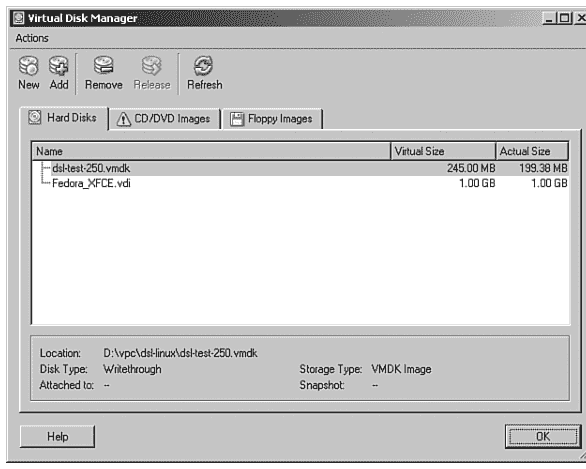 Virtual Disk Manager
Actions
New Add Remove Release Refresh
Hard Disks CD/DVD Images Floppy Images
Name Virtual Size Actual Size
dsl-test-250.vmdk 245.00 MB 199.38 MB
Fedora_XFCE.vdi 1.00 GB 1.00 GB
Location: D:\vpc\dsl-linux\dsl-test-250.vmdk
Disk Type: Writethrough Storage Type: VMDK Image
Attached to: -- Snapshot: --
Help OK